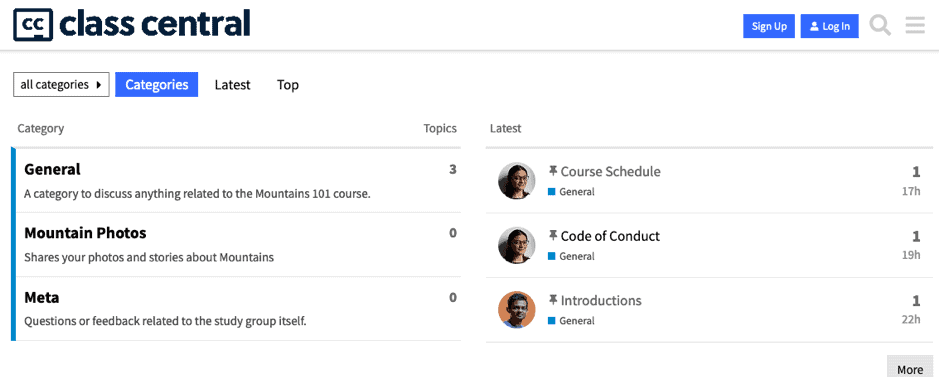 cc class central
Sign Up
Log In
all categories
Categories
Latest
Top
Category Topics
General 3
A category to discuss anything related to the Mountains 101 course.
Mountain Photos 0
Shares your photos and stories about Mountains
Meta 0
Questions or feedback related to the study group itself.
Latest
Course Schedule 1
General 17h
Code of Conduct 1
General 19h
Introductions 1
General 22h
More